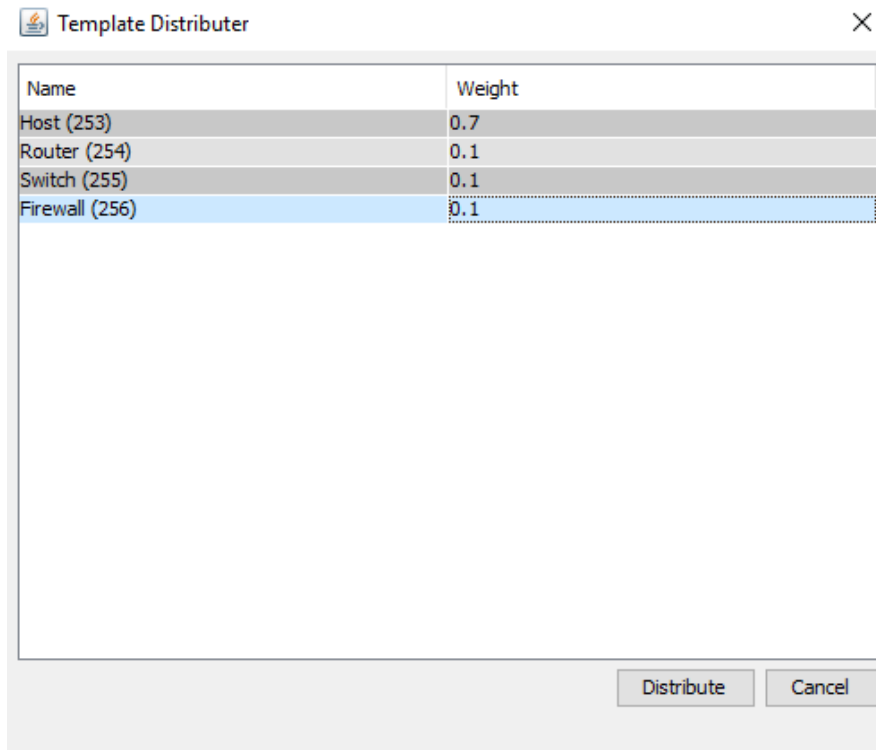 Template Distributer
Name Weight
Host (253) 0.7
Router (254) 0.1
Switch (255) 0.1
Firewall (256) 0.1
Distribute Cancel